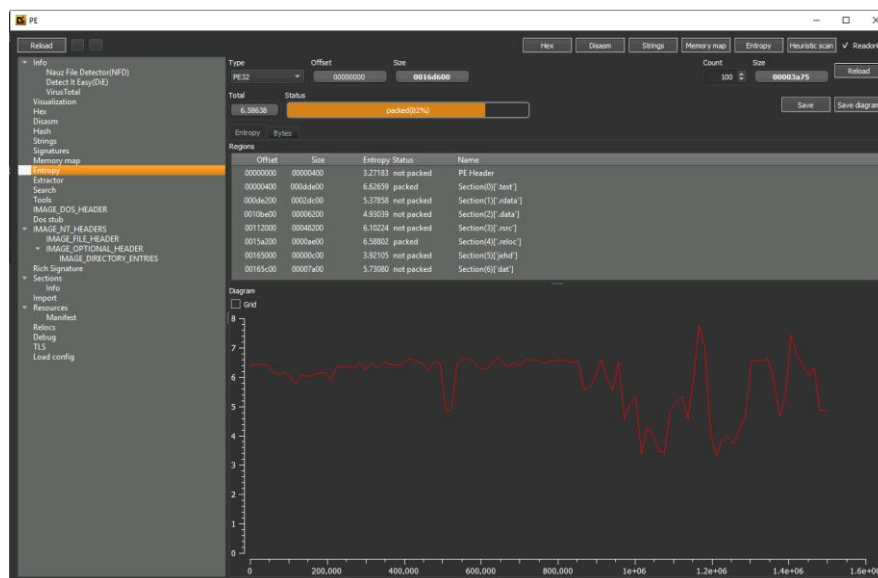 PE
Reload
Hex Disasm Strings Memory map Entropy Heuristic scan Readon
Info
Nauz File Detector(NFD)
Detect It Easy(DiE)
VirusTotal
Visualization
Hex
Disasm
Hash
Strings
Signatures
Memory map
Entropy
Extractor
Search
Tools
IMAGE_DOS_HEADER
Dos stub
IMAGE_NT_HEADERS
IMAGE_FILE_HEADER
IMAGE_OPTIONAL_HEADER
IMAGE_DIRECTORY_ENTRIES
Rich Signature
Sections
Info
Import
Resources
Manifest
Relocs
Debug
TLS
Load config
Type Offset Size Count Size
PE32 00000000 0016d600 100 00003a75 Reload
Total Status
6.58638 packed(82%) Save Save diagram
Entropy Bytes
Regions
Offset Size Entropy Status Name
00000000 00000400 3.27183 not packed PE Header
00000400 000dde00 6.62659 packed Section(0)['.text']
000de200 0002dc00 5.37858 not packed Section(1)['.rdata']
0010be00 00006200 4.93039 not packed Section(2)['.data']
00112000 00048200 6.10224 not packed Section(3)['.rsrc']
0015a200 0000ae00 6.58802 packed Section(4)['.reloc']
00165000 00000c00 3.92105 not packed Section(5)['jehd']
00165c00 00007a00 5.73080 not packed Section(6)['dat']
Diagram
Grid
8
7
6
5
4
3
2
1
0
0 200,000 400,000 600,000 800,000 1e+06 1.2e+06 1.4e+06 1.6e+06